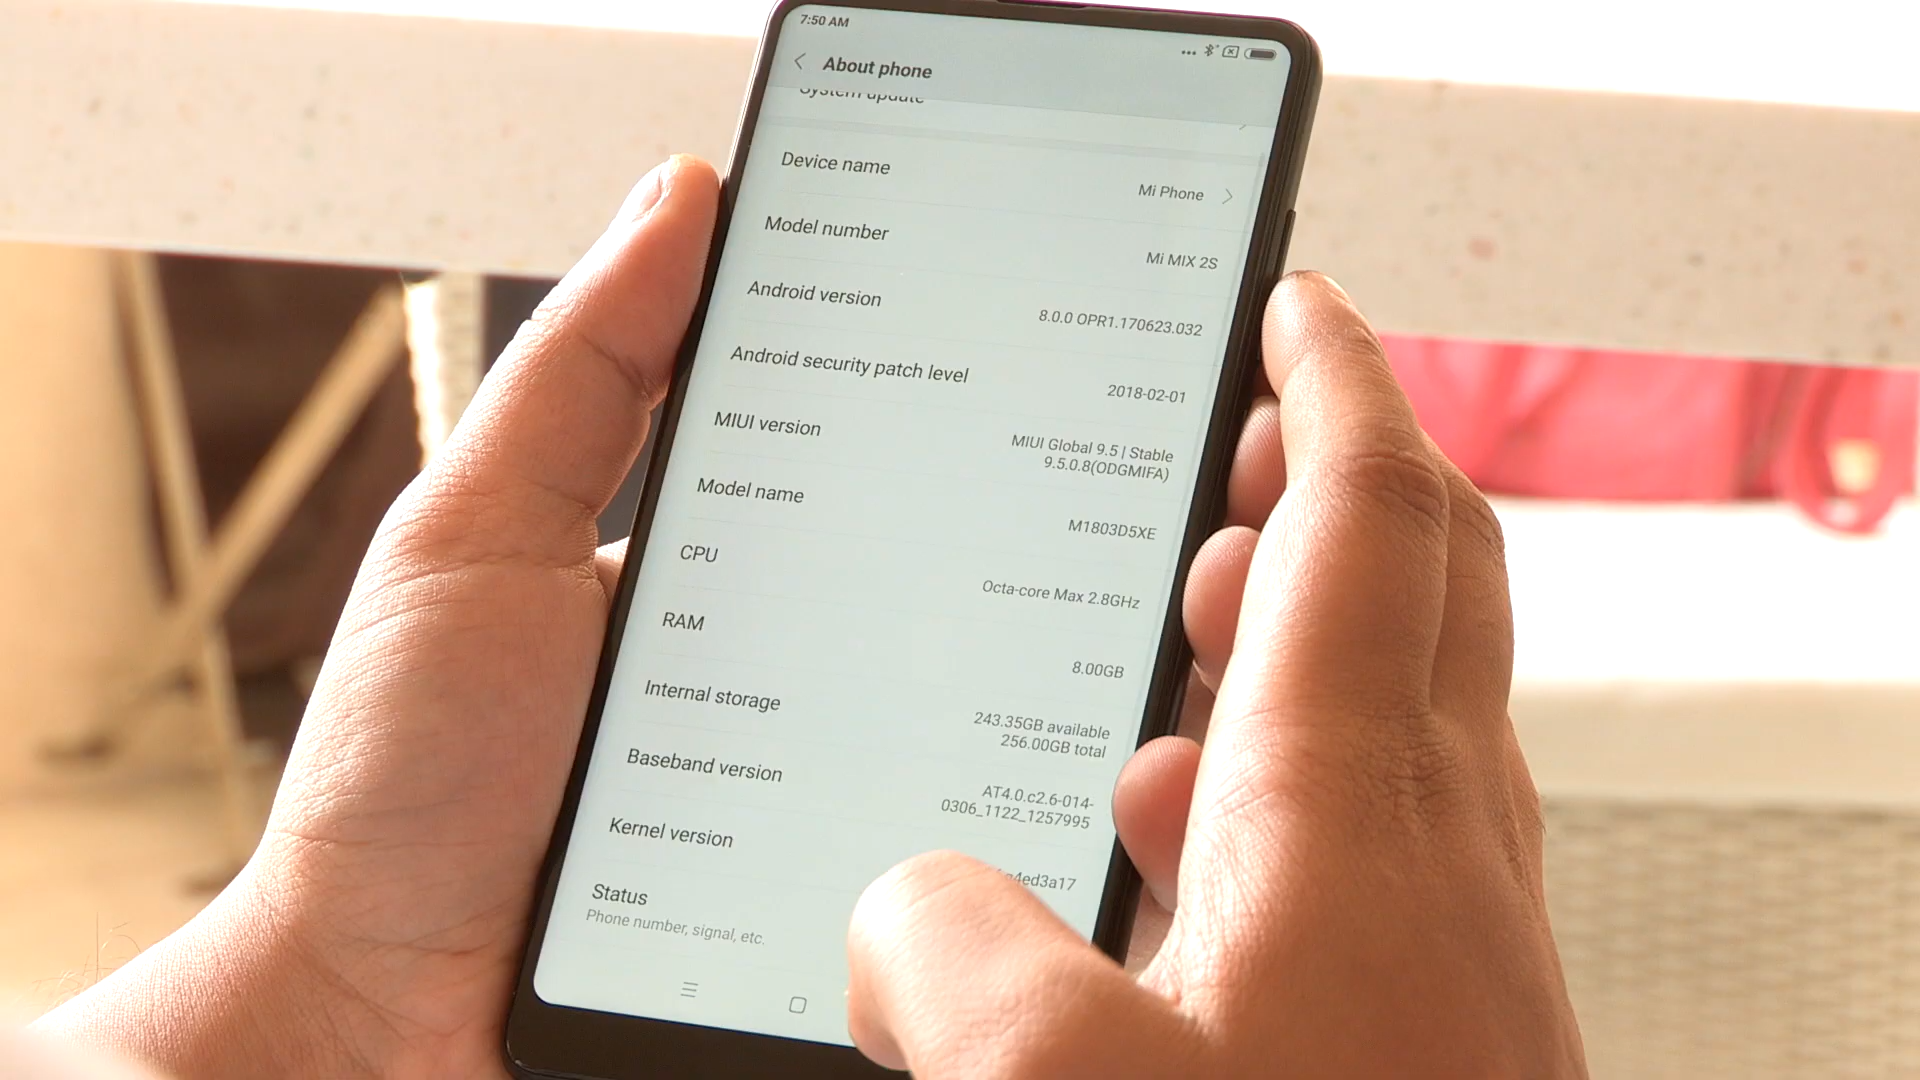 7:50 AM
About phone
System update
Device name
Mi Phone
Model number
Mi MIX 2S
Android version
8.0.0 OPR1.170623.032
Android security patch level
2018-02-01
MIUI version
MIUI Global 9.5 | Stable
9.5.0.8(ODGMIFA)
Model name
M1803D5XE
CPU
Octa-core Max 2.8GHz
RAM
8.00GB
Internal storage
243.35GB available
256.00GB total
Baseband version
AT4.0.c2.6-014-
0306_1122_1257995
Kernel version
Status
Phone number, signal, etc.